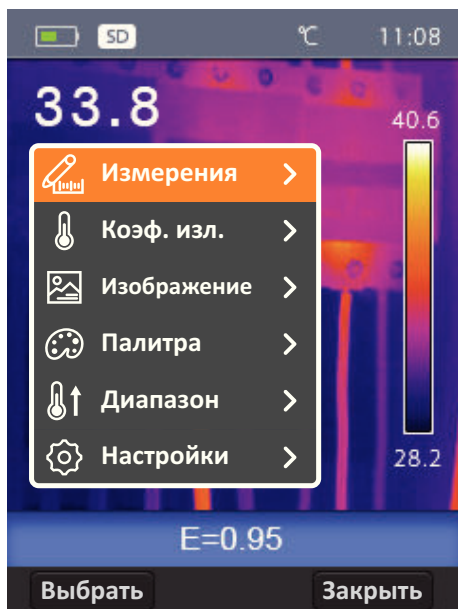 SD °C 11:08
33.8
40.6
Измерения
Коэф. изл.
Изображение
Палитра
Диапазон
Настройки
28.2
E=0.95
Выбрать Закрыть